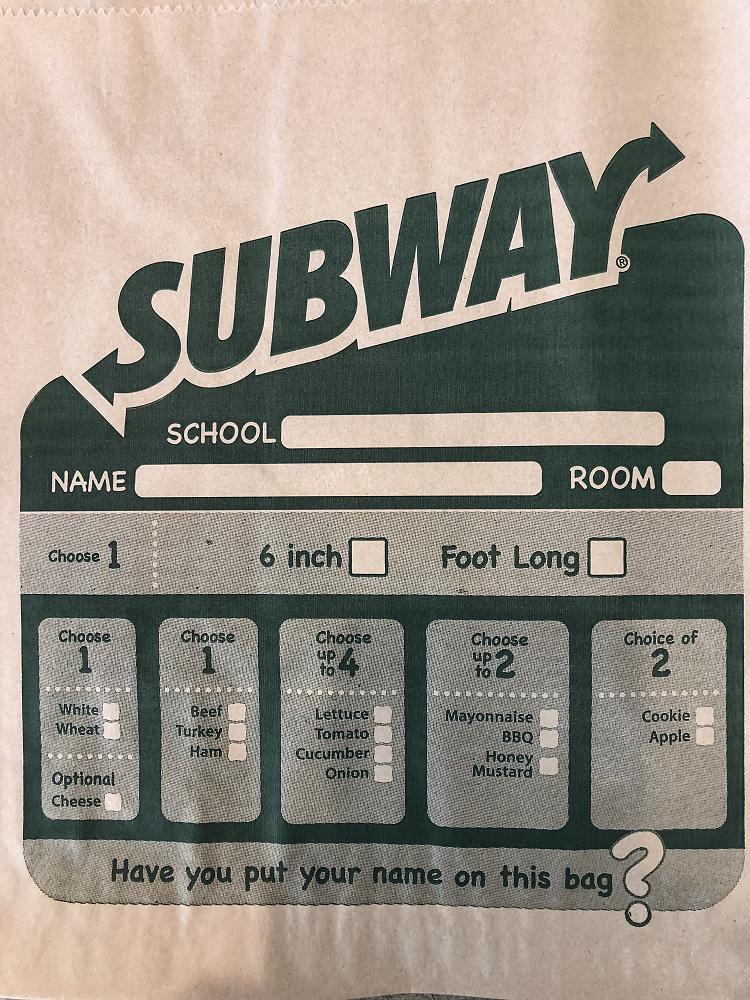 SUBWAY®
SCHOOL
NAME ROOM
Choose 1 6 inch Foot Long
Choose
1
White
Wheat
Optional
Cheese
Choose
1
Beef
Turkey
Ham
Choose
up
to 4
Lettuce
Tomato
Cucumber
Onion
Choose
up
to 2
Mayonnaise
BBQ
Honey
Mustard
Choice of
2
Cookie
Apple
Have you put your name on this bag?